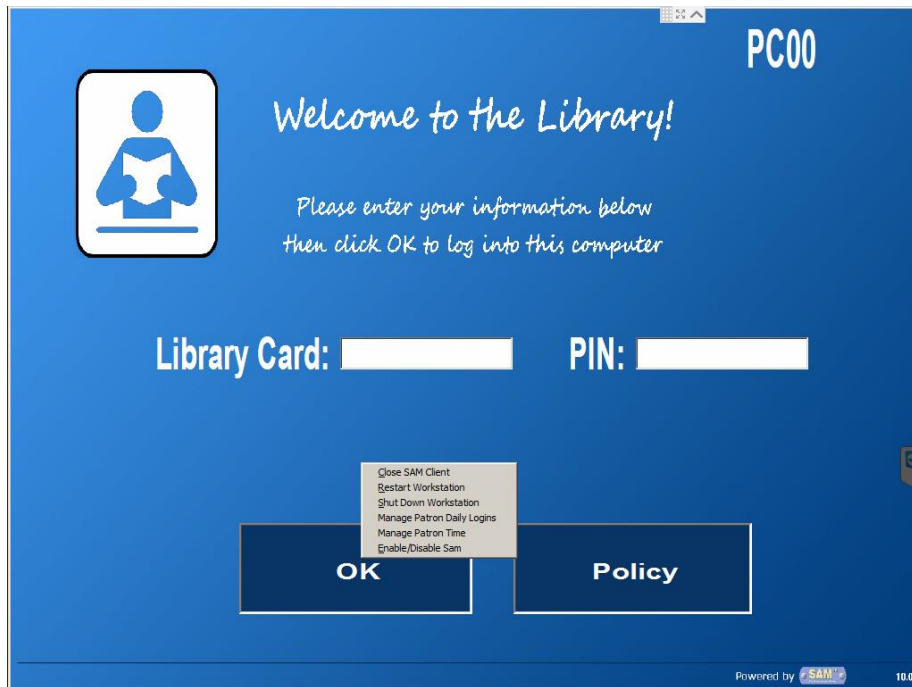 PC00
Welcome to the Library!
Please enter your information below
then click OK to log into this computer
Library Card:
PIN:
Close SAM Client
Restart Workstation
Shut Down Workstation
Manage Patron Daily Logins
Manage Patron Time
Enable/Disable Sam
OK
Policy
Powered by SAM
10.0